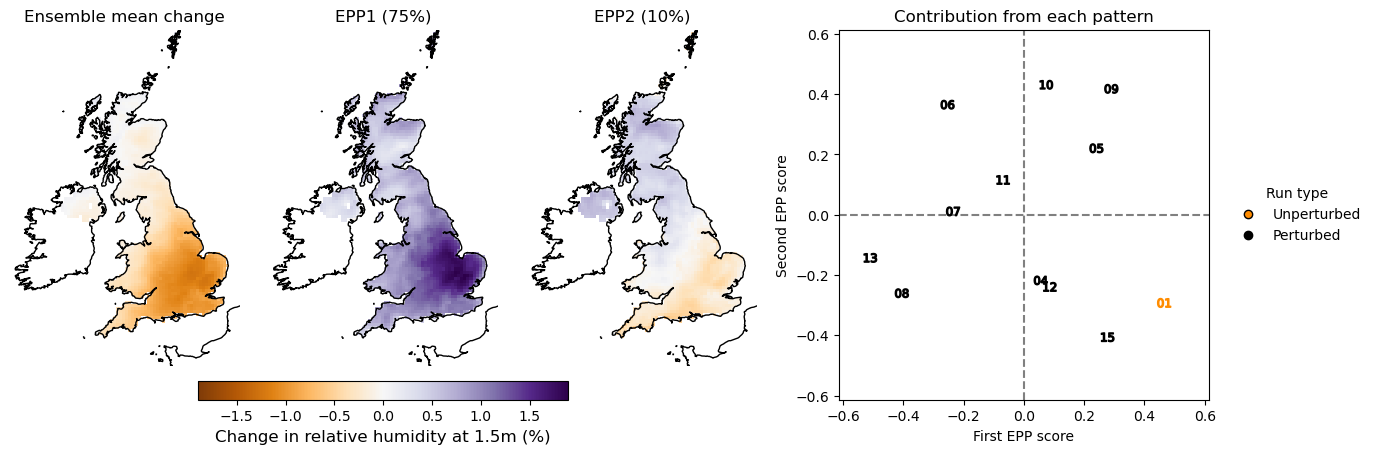 Ensemble mean change
EPP1 (75%)
EPP2 (10%)
−1.5 −1.0 −0.5 0.0 0.5 1.0 1.5
Change in relative humidity at 1.5m (%)
Contribution from each pattern
Second EPP score
0.6
0.4
0.2
0.0
−0.2
−0.4
−0.6
10
09
06
05
11
07
13
04
12
08
01
15
−0.6 −0.4 −0.2 0.0 0.2 0.4 0.6
First EPP score
Run type
Unperturbed
Perturbed